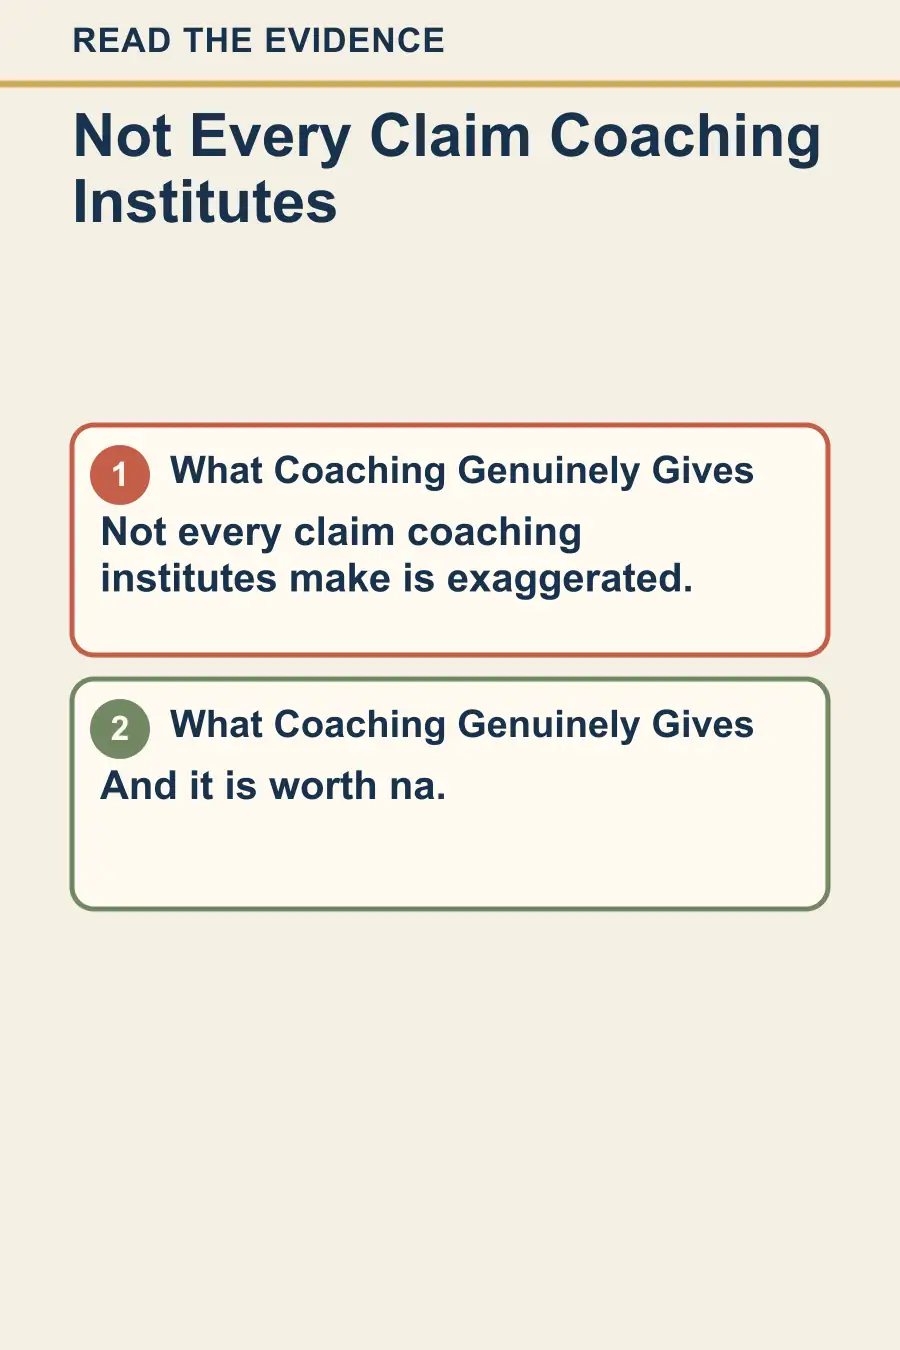 READ THE EVIDENCE
Not Every Claim Coaching
Institutes
1 What Coaching Genuinely Gives
Not every claim coaching
institutes make is exaggerated.
2 What Coaching Genuinely Gives
And it is worth na.